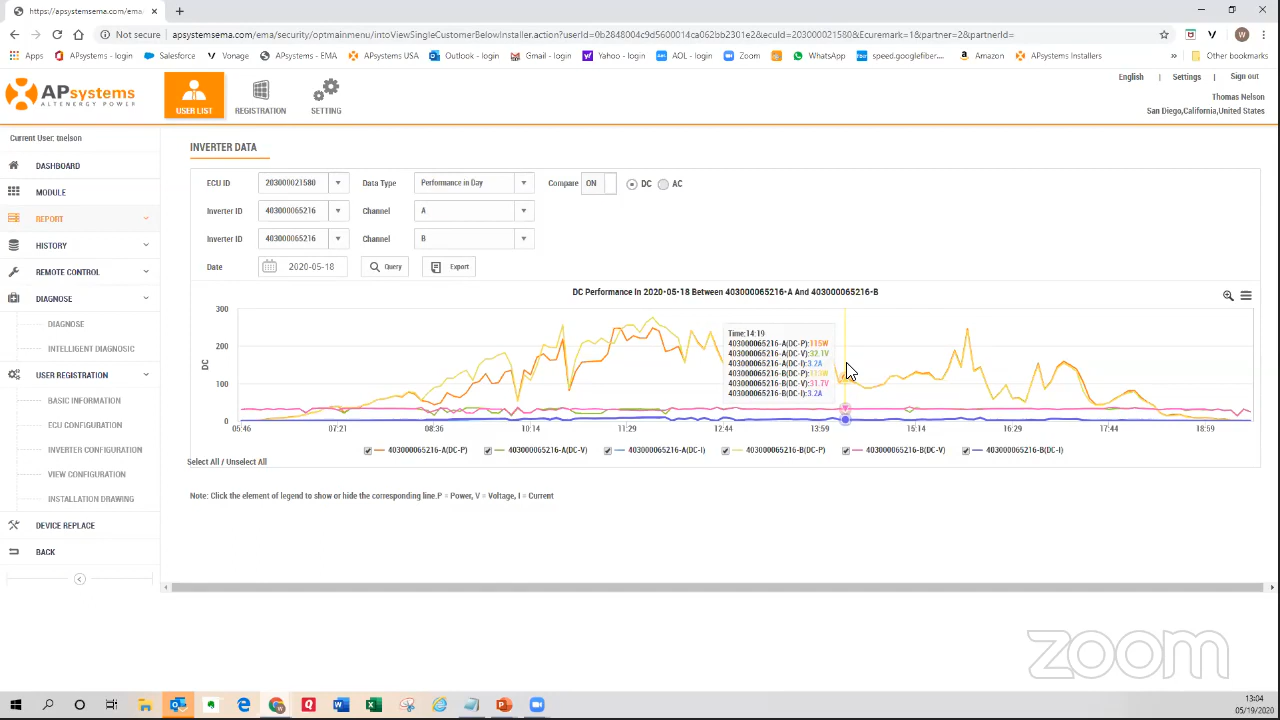 https://apsystemsema.com/ema/
Not secure | apsystemsema.com/ema/security/optmainmenu/intoViewSingleCustomerBelowInstaller.action?userId=0b2848004c9d5600014ca062bb2301e2&ecuId=203000021580&curemark=1&partner=2&partnerId=
Apps APsystems - login Salesforce Vonage APsystems - EMA Security APsystems USA Outlook - login Gmail - login Yahoo - login AOL - login Zoom WhatsApp speed.googlefiber.... Amazon APsystems Installers » Other bookmarks
APsystems
ALTENERGY POWER
USER LIST REGISTRATION SETTING
English | Settings | Sign out
Thomas Nelson
San Diego,California,United States
Current User: tnelson
DASHBOARD
MODULE
REPORT
HISTORY
REMOTE CONTROL
DIAGNOSE
DIAGNOSE
INTELLIGENT DIAGNOSIC
USER REGISTRATION
BASIC INFORMATION
ECU CONFIGURATION
INVERTER CONFIGURATION
VIEW CONFIGURATION
INSTALLATION DRAWING
DEVICE REPLACE
BACK
INVERTER DATA
ECU ID 203000021580 Data Type Performance in Day Compare ON DC AC
Inverter ID 403000065216 Channel A
Inverter ID 403000065216 Channel B
Date 2020-05-18 Query Export
DC Performance In 2020-05-18 Between 403000065216-A And 403000065216-B
300
200
100
0
DC
Time:14:19
403000065216-A(DC-P):115W
403000065216-A(DC-V):32.1V
403000065216-A(DC-I):3.2A
403000065216-B(DC-P):113W
403000065216-B(DC-V):31.7V
403000065216-B(DC-I):3.2A
05:46 07:21 08:36 10:14 11:29 12:44 13:59 15:14 16:29 17:44 18:59
403000065216-A(DC-P) 403000065216-A(DC-V) 403000065216-A(DC-I) 403000065216-B(DC-P) 403000065216-B(DC-V) 403000065216-B(DC-I)
Select All / Unselect All
Note: Click the element of legend to show or hide the corresponding line.P = Power, V = Voltage, I = Current
zoom
13:04
05/19/2020